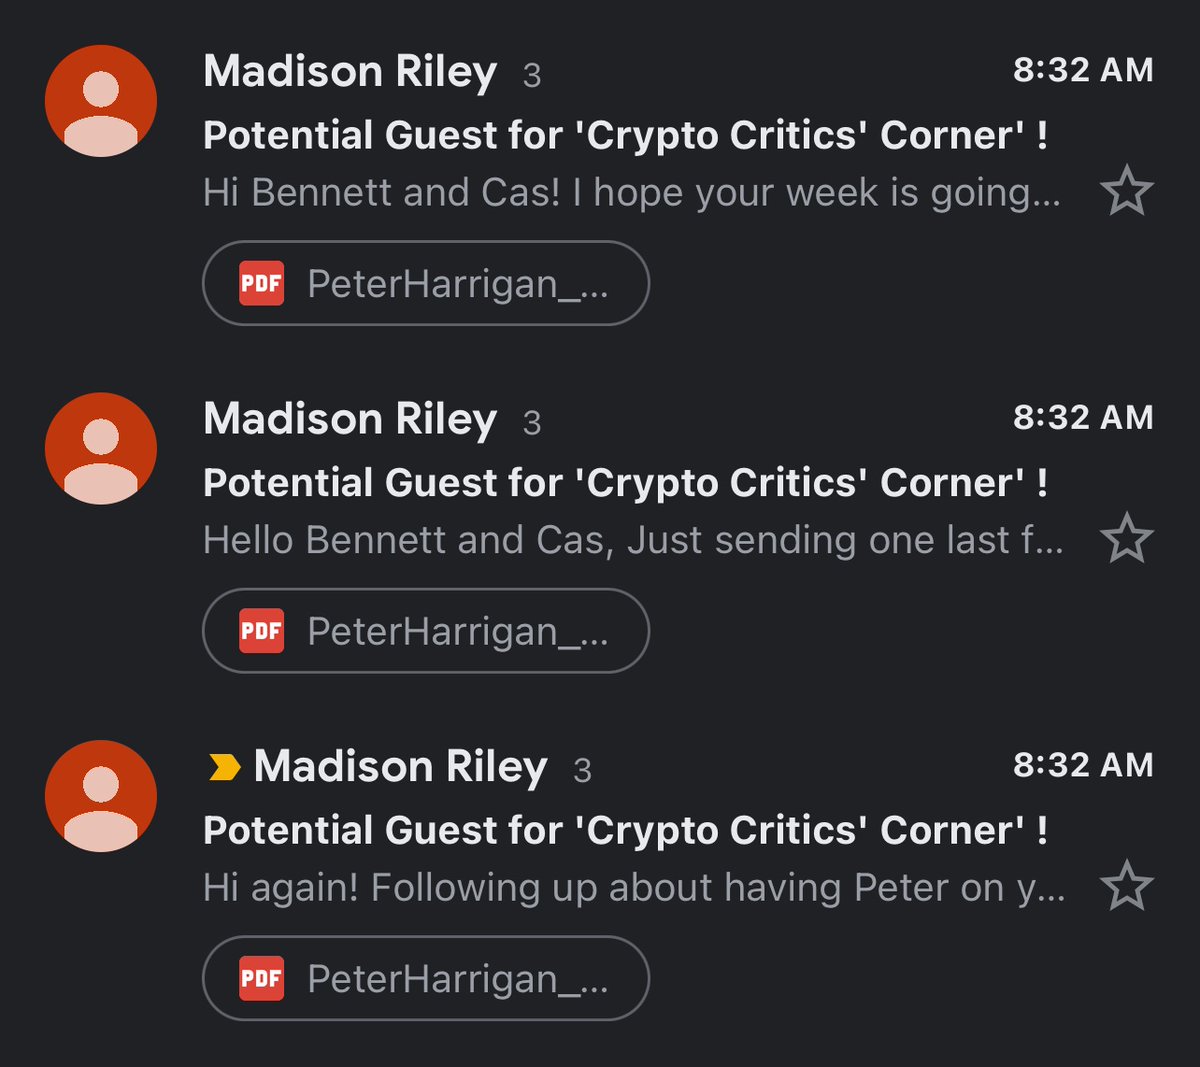 Madison Riley 3 8:32 AM
Potential Guest for 'Crypto Critics' Corner' !
Hi Bennett and Cas! I hope your week is going...
PDF PeterHarrigan_...
Madison Riley 3 8:32 AM
Potential Guest for 'Crypto Critics' Corner' !
Hello Bennett and Cas, Just sending one last f...
PDF PeterHarrigan_...
Madison Riley 3 8:32 AM
Potential Guest for 'Crypto Critics' Corner' !
Hi again! Following up about having Peter on y...
PDF PeterHarrigan_...